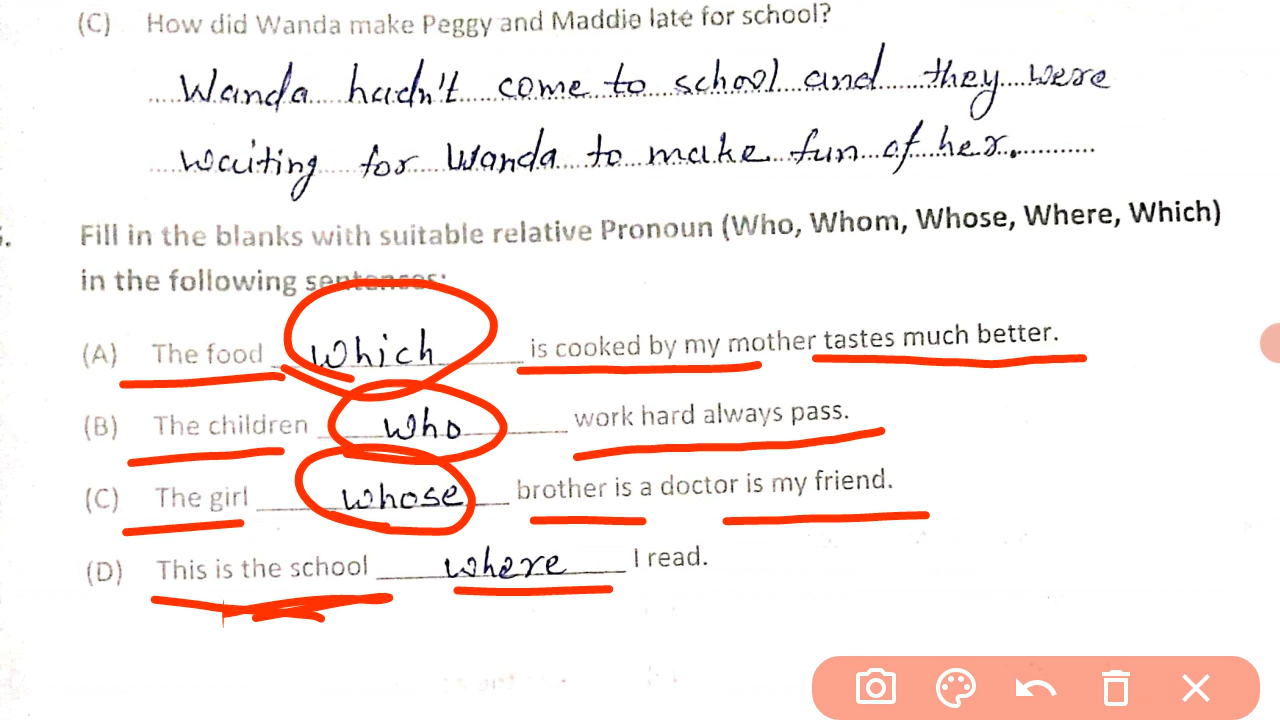 (C) How did Wanda make Peggy and Maddie late for school?
Wanda hadn't come to school and they were
waiting for Wanda to make fun of her.
Fill in the blanks with suitable relative Pronoun (Who, Whom, Whose, Where, Which)
in the following sentences:
(A) The food which is cooked by my mother tastes much better.
(B) The children who work hard always pass.
(C) The girl whose brother is a doctor is my friend.
(D) This is the school where I read.